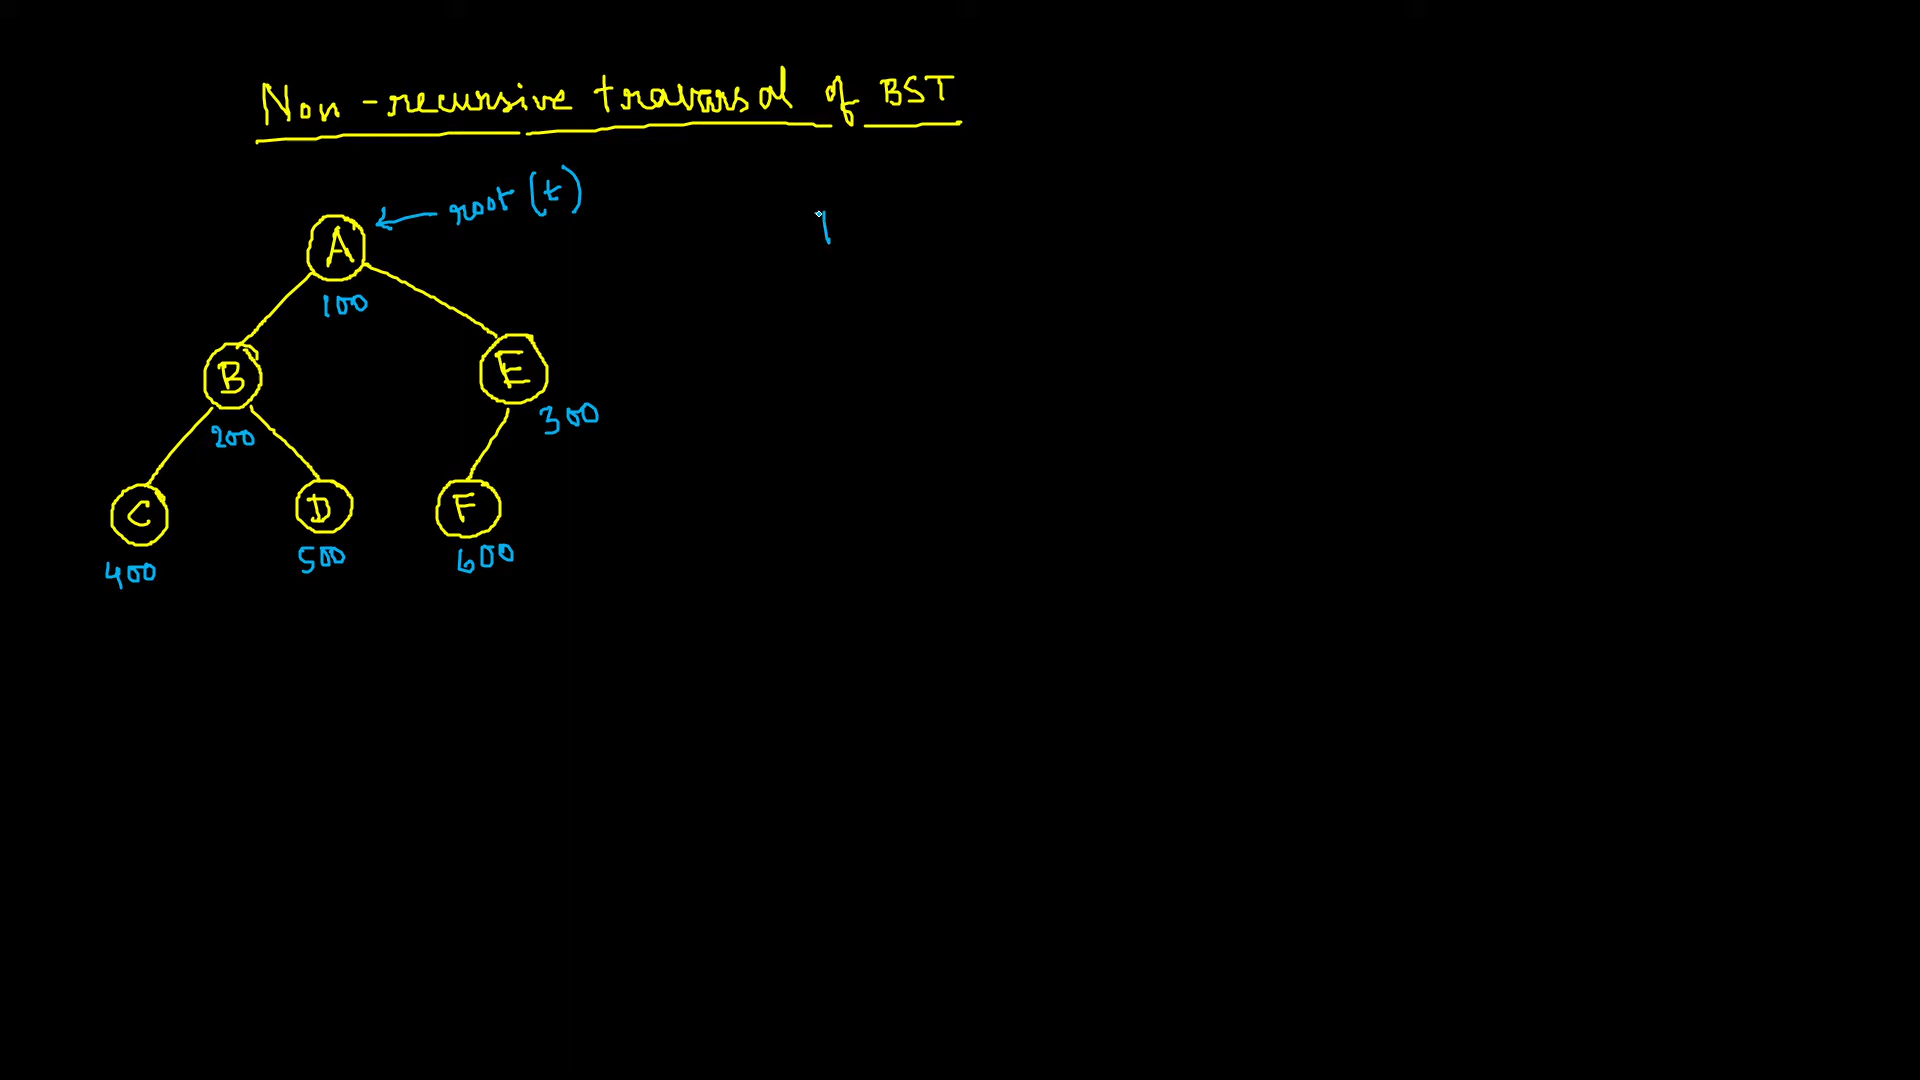 Non-recursive traversal of BST
root (t)
A
100
B
E
200
300
C
D
F
400
500
600